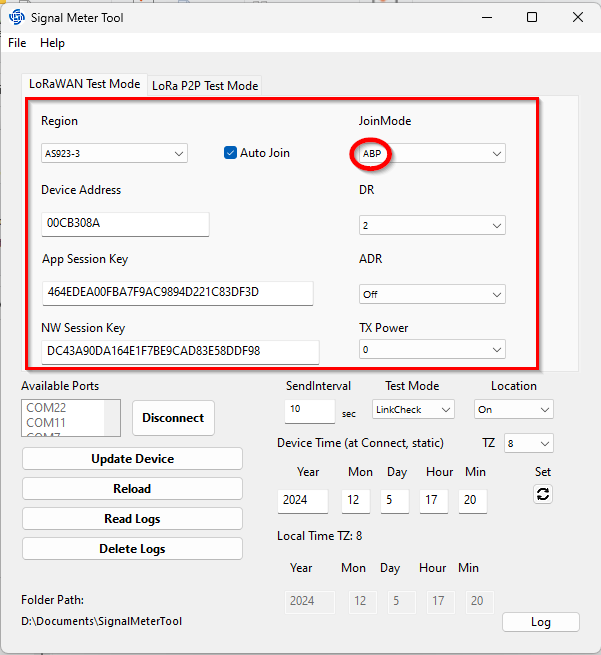 Signal Meter Tool
File Help
LoRaWAN Test Mode LoRa P2P Test Mode
Region JoinMode
AS923-3 Auto Join ABP
Device Address DR
00CB308A 2
App Session Key ADR
464EDEA00FBA7F9AC9894D221C83DF3D Off
NW Session Key TX Power
DC43A90DA164E1F7BE9CAD83E58DDF98 0
Available Ports SendInterval Test Mode Location
COM22 10 sec LinkCheck On
COM11 Disconnect
Device Time (at Connect, static) TZ 8
Update Device Year Mon Day Hour Min Set
Reload 2024 12 5 17 20
Read Logs
Local Time TZ: 8
Delete Logs
Year Mon Day Hour Min
Folder Path: 2024 12 5 17 20
D:\Documents\SignalMeterTool Log